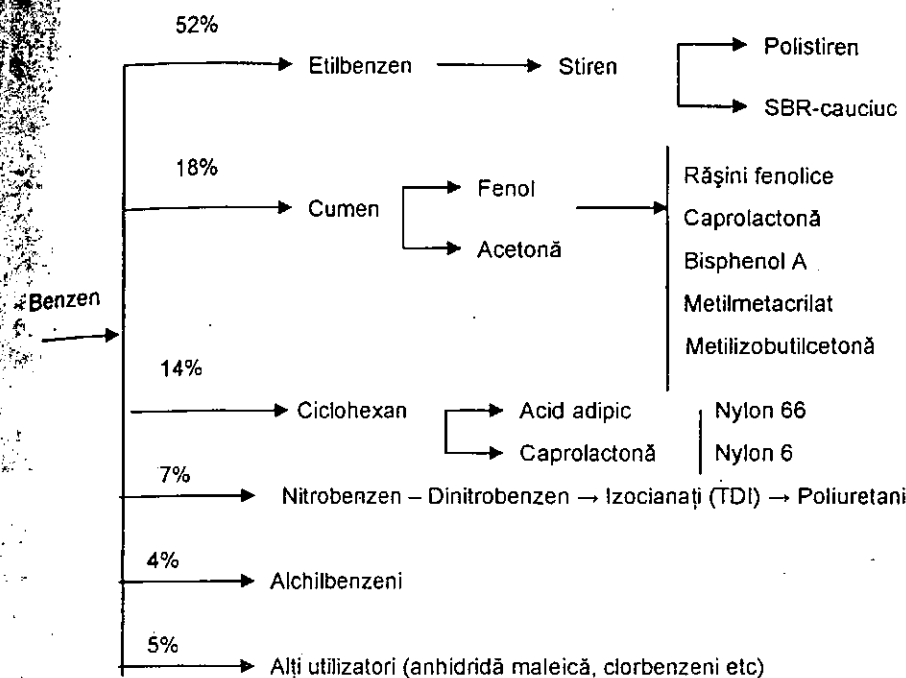 52%
Etilbenzen Stiren Polistiren
SBR-cauciuc
18%
Cumen Fenol Acetonă
Răşini fenolice
Caprolactonă
Bisphenol A
Metilmetacrilat
Metilizobutilcetonă
Benzen
14%
Ciclohexan Acid adipic Nylon 66
Caprolactonă Nylon 6
7%
Nitrobenzen – Dinitrobenzen → Izocianaţi (TDI) → Poliuretani
4%
Alchilbenzeni
5%
Alţi utilizatori (anhidridă maleică, clorbenzeni etc)